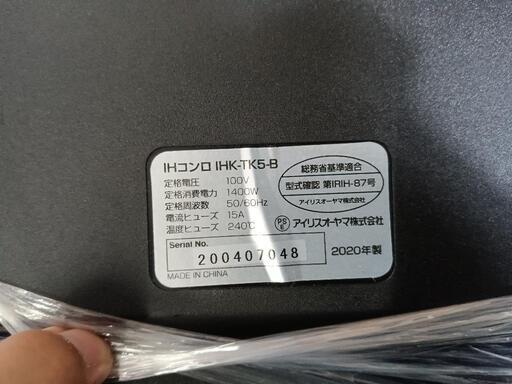 IHコンロ IHK-TK5-B
定格電圧 100V
定格消費電力 1400W
定格周波数 50/60Hz
電流ヒューズ 15A
温度ヒューズ 240℃
総務省基準適合
型式確認 第IRIH-87号
アイリスオーヤマ株式会社
PS
E
アイリスオーヤマ株式会社
Serial No.
200407048
2020年製
MADE IN CHINA